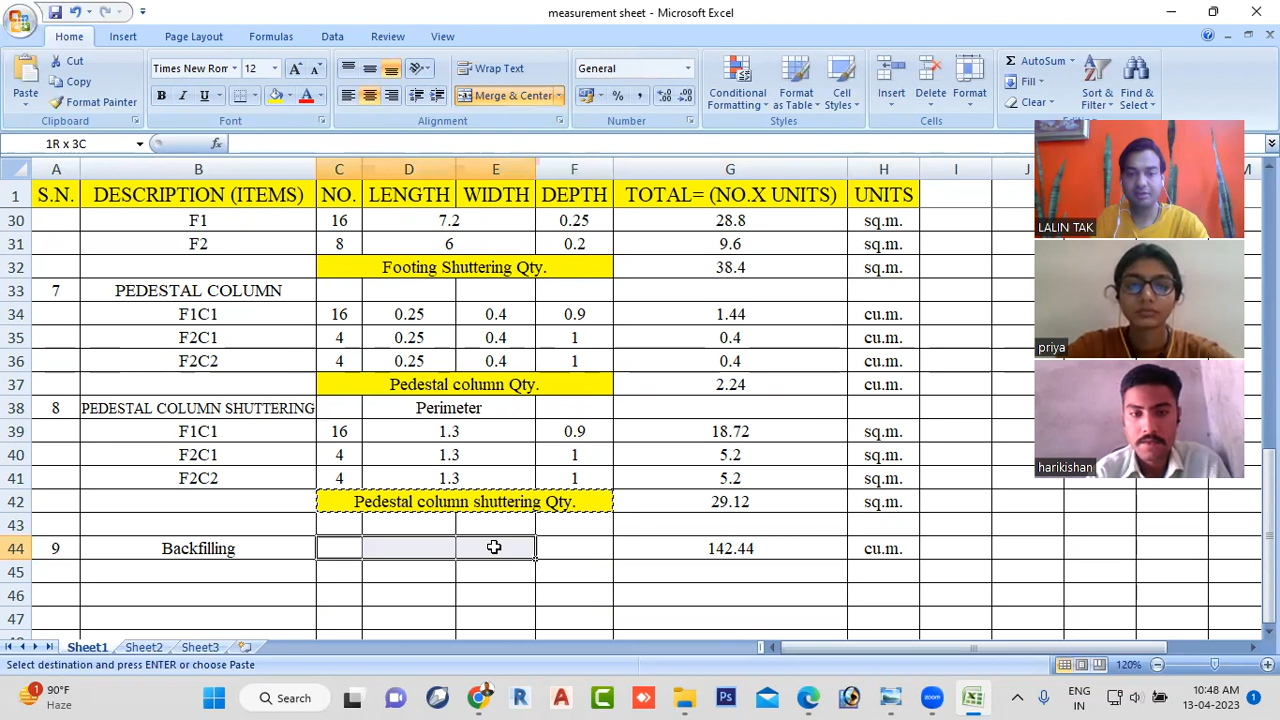 measurement sheet - Microsoft Excel
Home Insert Page Layout Formulas Data Review View
Paste
Cut
Copy
Format Painter
Clipboard
Times New Rom 12
B I U
Font
Wrap Text
Merge & Center
Alignment
General
% ,
Number
Conditional Formatting
Format as Table
Cell Styles
Styles
Insert
Delete
Format
Cells
Σ AutoSum
Fill
Clear
Sort & Filter
Find & Select
Editing
1R x 3C fx
A B C D E F G H I J M
1 S.N. DESCRIPTION (ITEMS) NO. LENGTH WIDTH DEPTH TOTAL= (NO.X UNITS) UNITS
30 F1 16 7.2 0.25 28.8 sq.m.
31 F2 8 6 0.2 9.6 sq.m.
32 Footing Shuttering Qty. 38.4 sq.m.
33 7 PEDESTAL COLUMN
34 F1C1 16 0.25 0.4 0.9 1.44 cu.m.
35 F2C1 4 0.25 0.4 1 0.4 cu.m.
36 F2C2 4 0.25 0.4 1 0.4 cu.m.
37 Pedestal column Qty. 2.24 cu.m.
38 8 PEDESTAL COLUMN SHUTTERING Perimeter
39 F1C1 16 1.3 0.9 18.72 sq.m.
40 F2C1 4 1.3 1 5.2 sq.m.
41 F2C2 4 1.3 1 5.2 sq.m.
42 Pedestal column shuttering Qty. 29.12 sq.m.
43
44 9 Backfilling 142.44 cu.m.
45
46
47
LALIN TAK
priya
harikishan
Sheet1 Sheet2 Sheet3
Select destination and press ENTER or choose Paste
120%
1
90°F
Haze
Search
ENG
IN
10:48 AM
13-04-2023
1